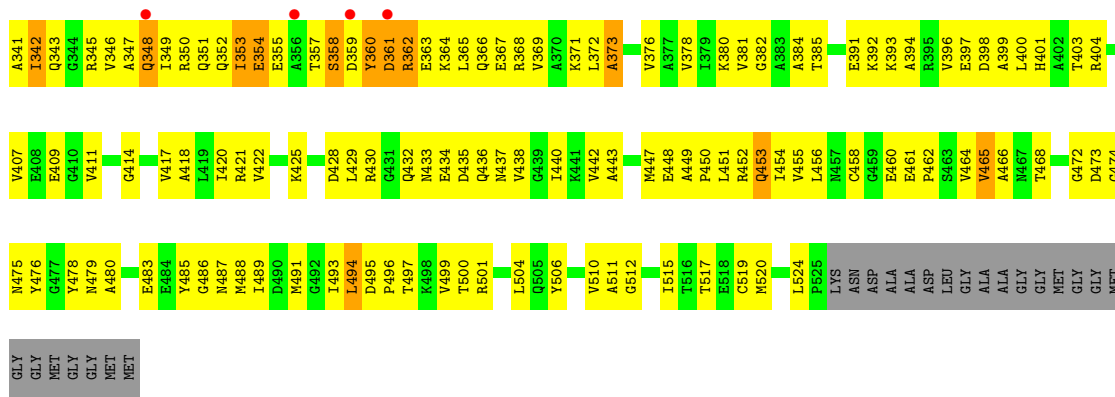 A341 I342 Q343 G344 R345 V346 A347 Q348 I349 R350 Q351 Q352 I353 E354 E355 A356 T357 S358 D359 Y360 D361 R362 E363 K364 L365 Q366 E367 R368 V369 A370 K371 L372 A373 V376 A377 V378 I379 K380 V381 G382 A383 A384 T385 E391 K392 K393 A394 R395 V396 E397 D398 A399 L400 H401 A402 T403 R404
V407 E408 E409 G410 V411 G414 V417 A418 L419 I420 R421 V422 K425 D428 L429 R430 G431 Q432 N433 E434 D435 Q436 N437 V438 G439 I440 K441 V442 A443 M447 E448 A449 P450 L451 R452 Q453 I454 V455 L456 N457 C458 G459 E460 E461 P462 S463 V464 V465 A466 N467 T468 G472 D473 G474
N475 Y476 G477 Y478 N479 A480 E483 E484 Y485 G486 N487 M488 I489 D490 M491 G492 I493 L494 D495 P496 T497 K498 V499 T500 R501 L504 Q505 Y506 V510 A511 G512 I515 T516 T517 E518 C519 M520 L524 P525 LYS ASN ASP ALA ALA ASP LEU GLY ALA ALA GLY GLY MET GLY GLY MET
GLY GLY MET GLY GLY MET MET